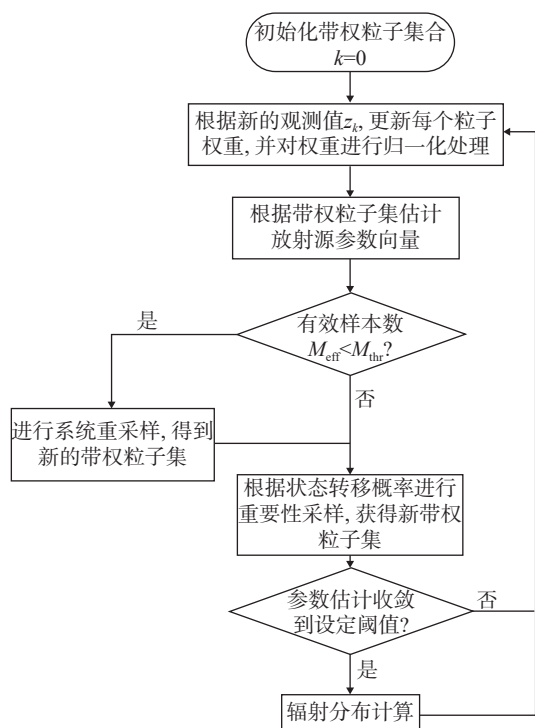 初始化带权粒子集合
k=0
根据新的观测值zk, 更新每个粒子
权重, 并对权重进行归一化处理
根据带权粒子集估计
放射源参数向量
是
有效样本数
Meff<Mthr?
否
进行系统重采样, 得到
新的带权粒子集
根据状态转移概率进行
重要性采样, 获得新带权
粒子集
参数估计收敛
到设定阈值?
否
是
辐射分布计算